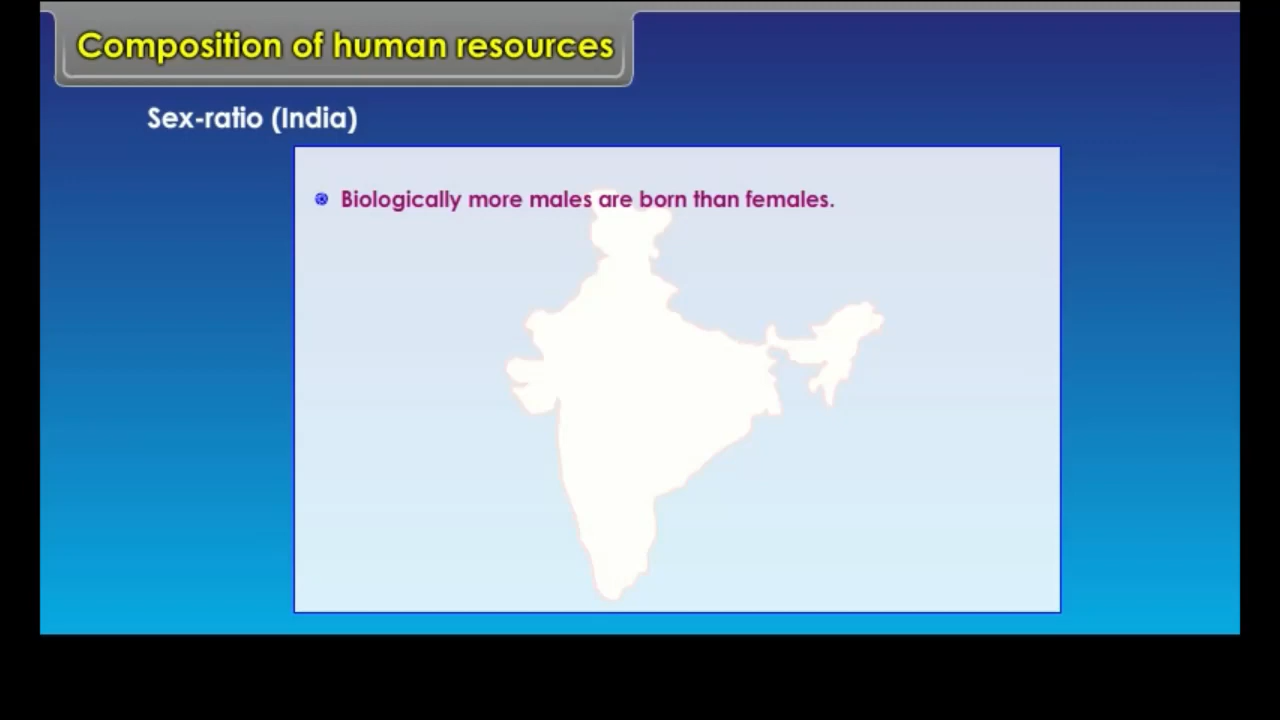 Composition of human resources
Sex-ratio (India)
Biologically more males are born than females.